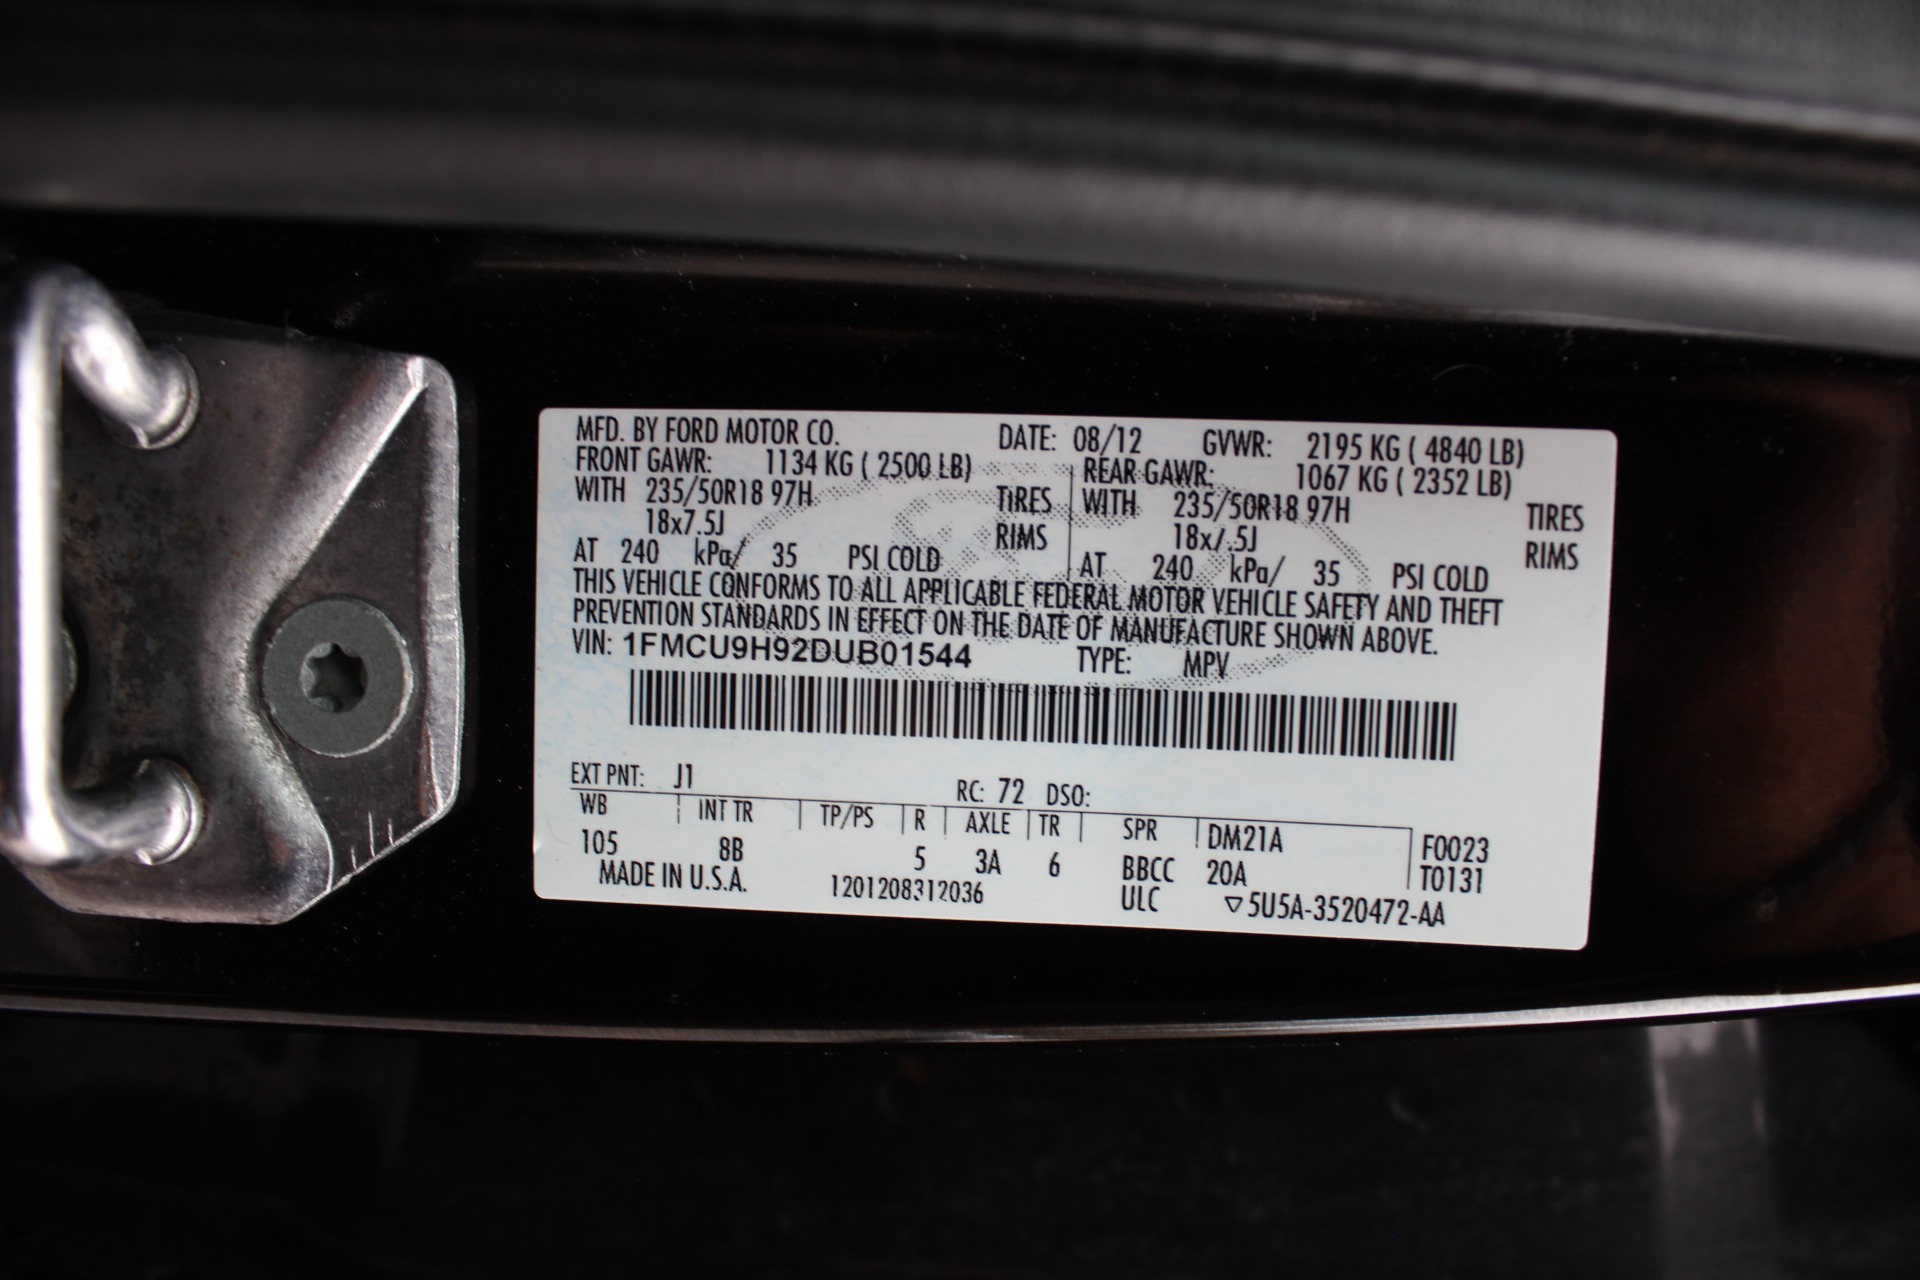 MFD. BY FORD MOTOR CO. DATE: 08/12 GVWR: 2195 KG ( 4840 LB)
FRONT GAWR: 1134 KG ( 2500 LB) REAR GAWR: 1067 KG ( 2352 LB)
WITH 235/50R18 97H TIRES WITH 235/50R18 97H TIRES
18x7.5J RIMS 18x7.5J RIMS
AT 240 kPa/ 35 PSI COLD AT 240 kPa/ 35 PSI COLD
THIS VEHICLE CONFORMS TO ALL APPLICABLE FEDERAL MOTOR VEHICLE SAFETY AND THEFT
PREVENTION STANDARDS IN EFFECT ON THE DATE OF MANUFACTURE SHOWN ABOVE.
VIN: 1FMCU9H92DUB01544 TYPE: MPV
EXT PNT: J1 RC: 72 DSO:
WB INT TR TP/PS R AXLE TR SPR DM21A F0023
105 8B 5 3A 6 BBCC 20A T0131
MADE IN U.S.A. 1201208312036 ULC ▽5U5A-3520472-AA